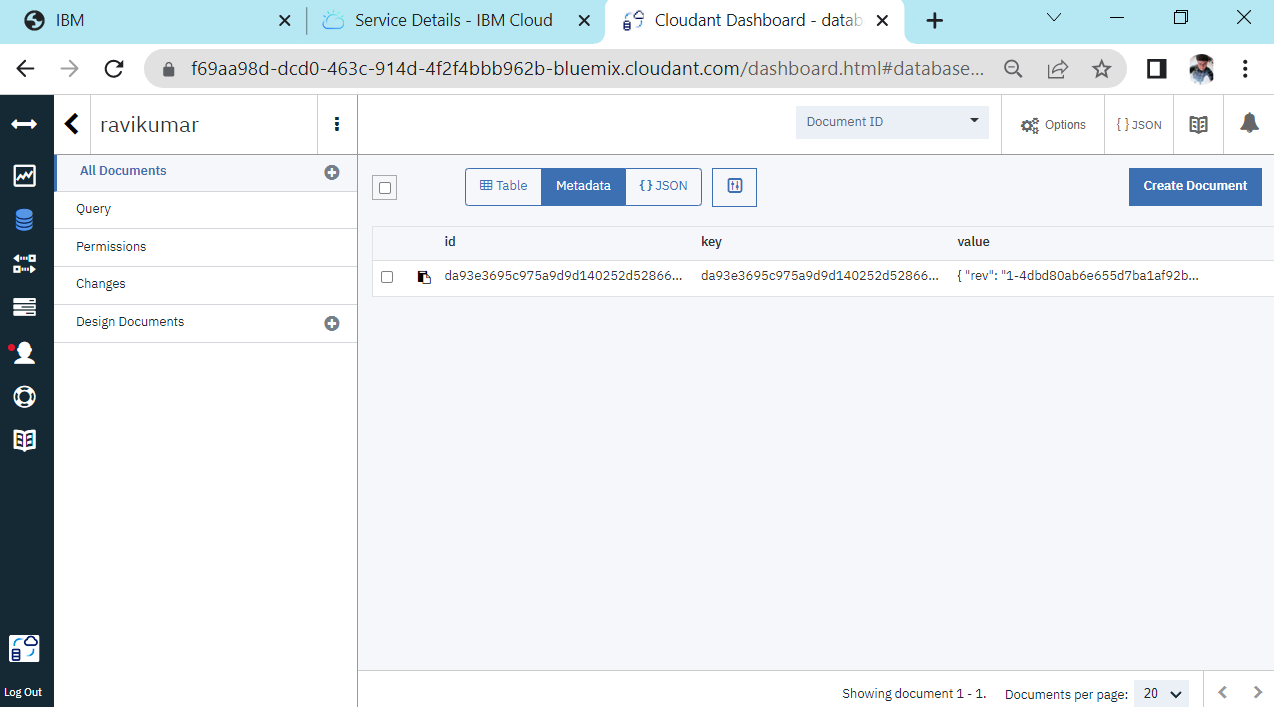 IBM
Service Details - IBM Cloud
Cloudant Dashboard - datab
f69aa98d-dcd0-463c-914d-4f2f4bbb962b-bluemix.cloudant.com/dashboard.html#database...
ravikumar
Document ID
Options
{ } JSON
All Documents
Query
Permissions
Changes
Design Documents
Table
Metadata
{ } JSON
Create Document
id key value
da93e3695c975a9d9d140252d52866... da93e3695c975a9d9d140252d52866... { "rev": "1-4dbd80ab6e655d7ba1af92b...
Log Out
Showing document 1 - 1. Documents per page: 20